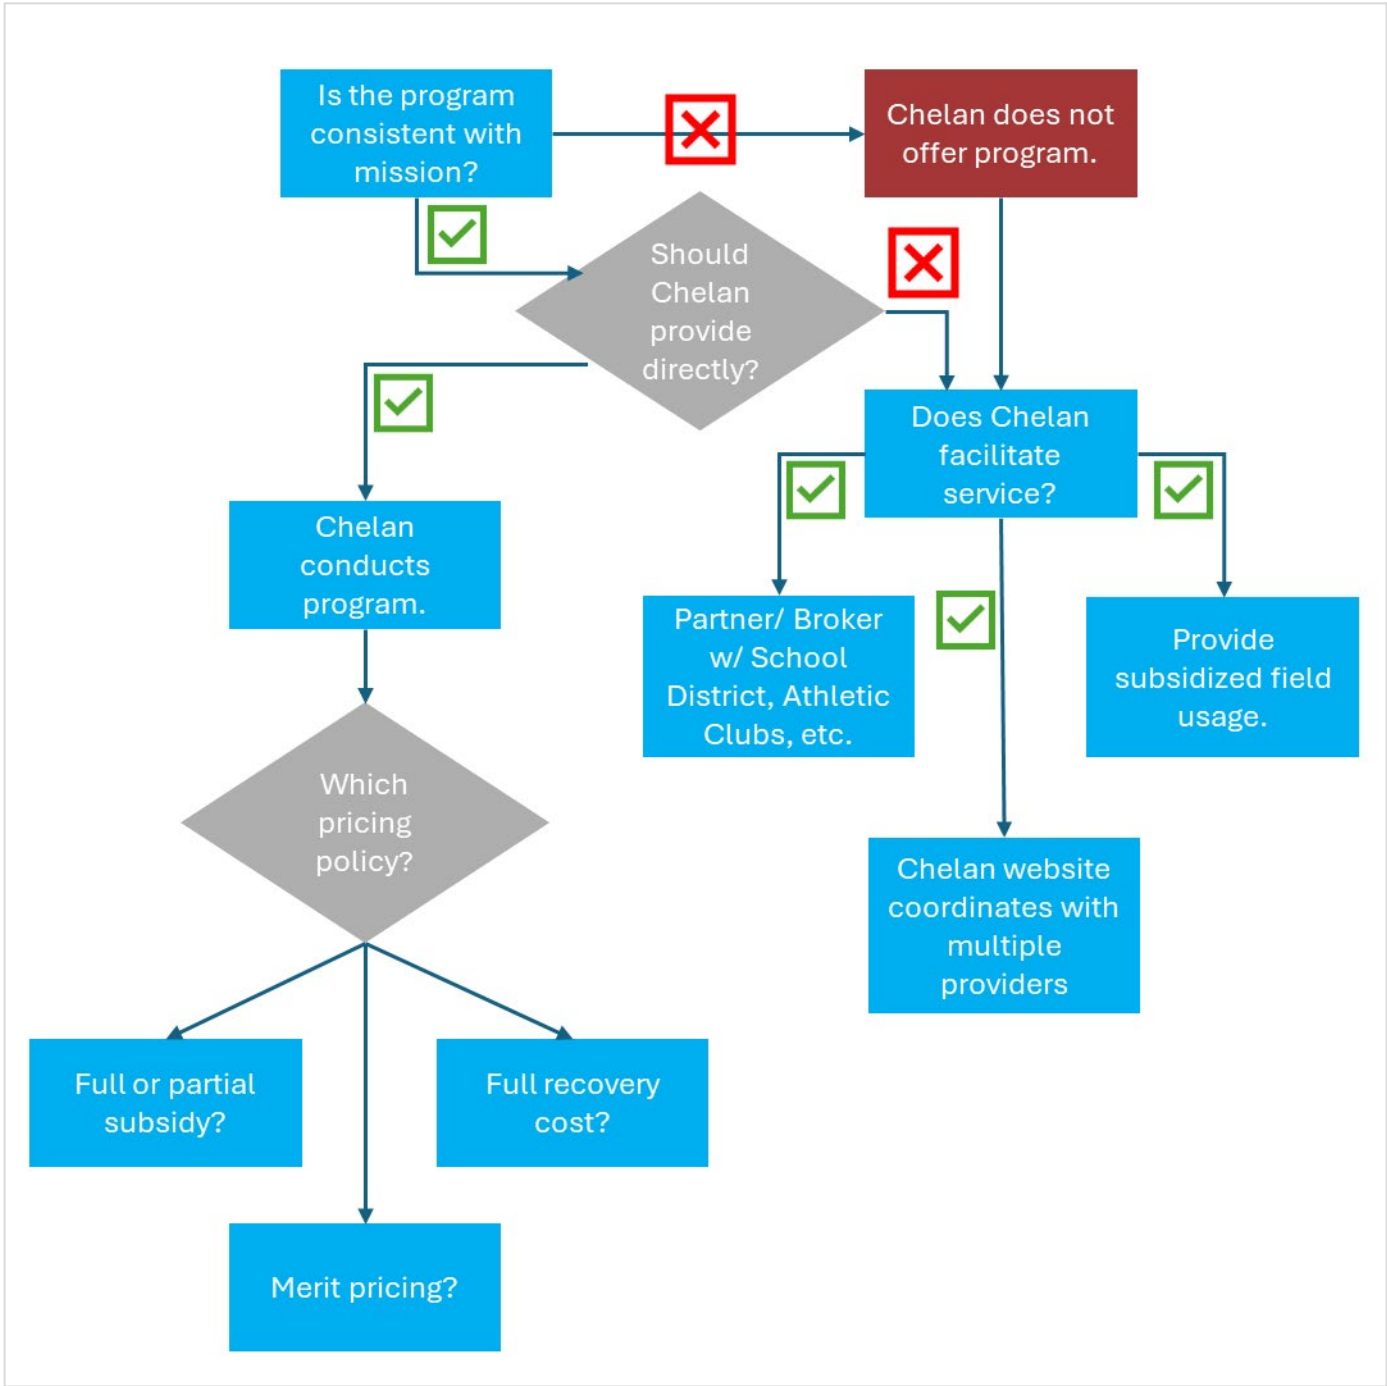 Is the program
consistent with
mission?
Chelan does not
offer program.
Should
Chelan
provide
directly?
Does Chelan
facilitate
service?
Chelan
conducts
program.
Partner/ Broker
w/ School
District, Athletic
Clubs, etc.
Provide
subsidized field
usage.
Which
pricing
policy?
Chelan website
coordinates with
multiple
providers
Full or partial
subsidy?
Full recovery
cost?
Merit pricing?